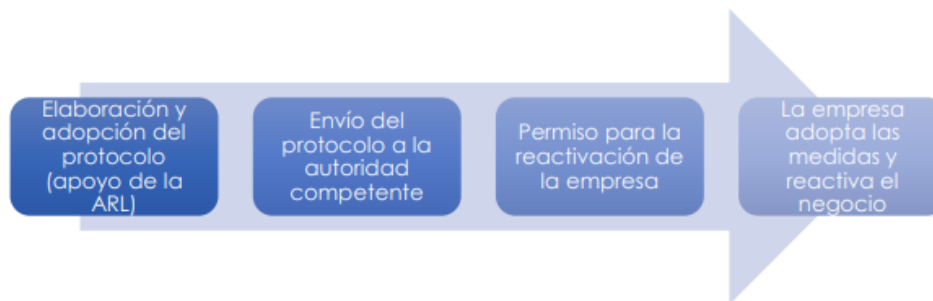 Elaboración y
adopción del
protocolo
(apoyo de la
ARL)
Envío del
protocolo a la
autoridad
competente
Permiso para la
reactivación de
la empresa
La empresa
adopta las
medidas y
reactiva el
negocio